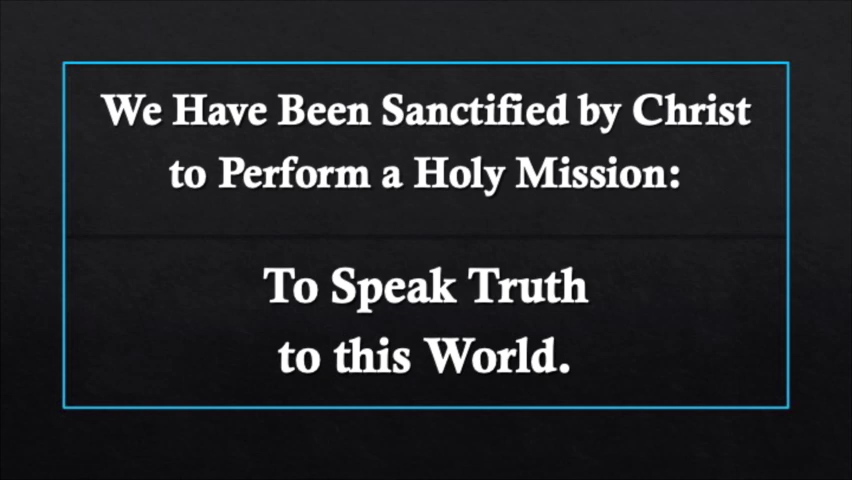 We Have Been Sanctified by Christ
to Perform a Holy Mission:
To Speak Truth
to this World.